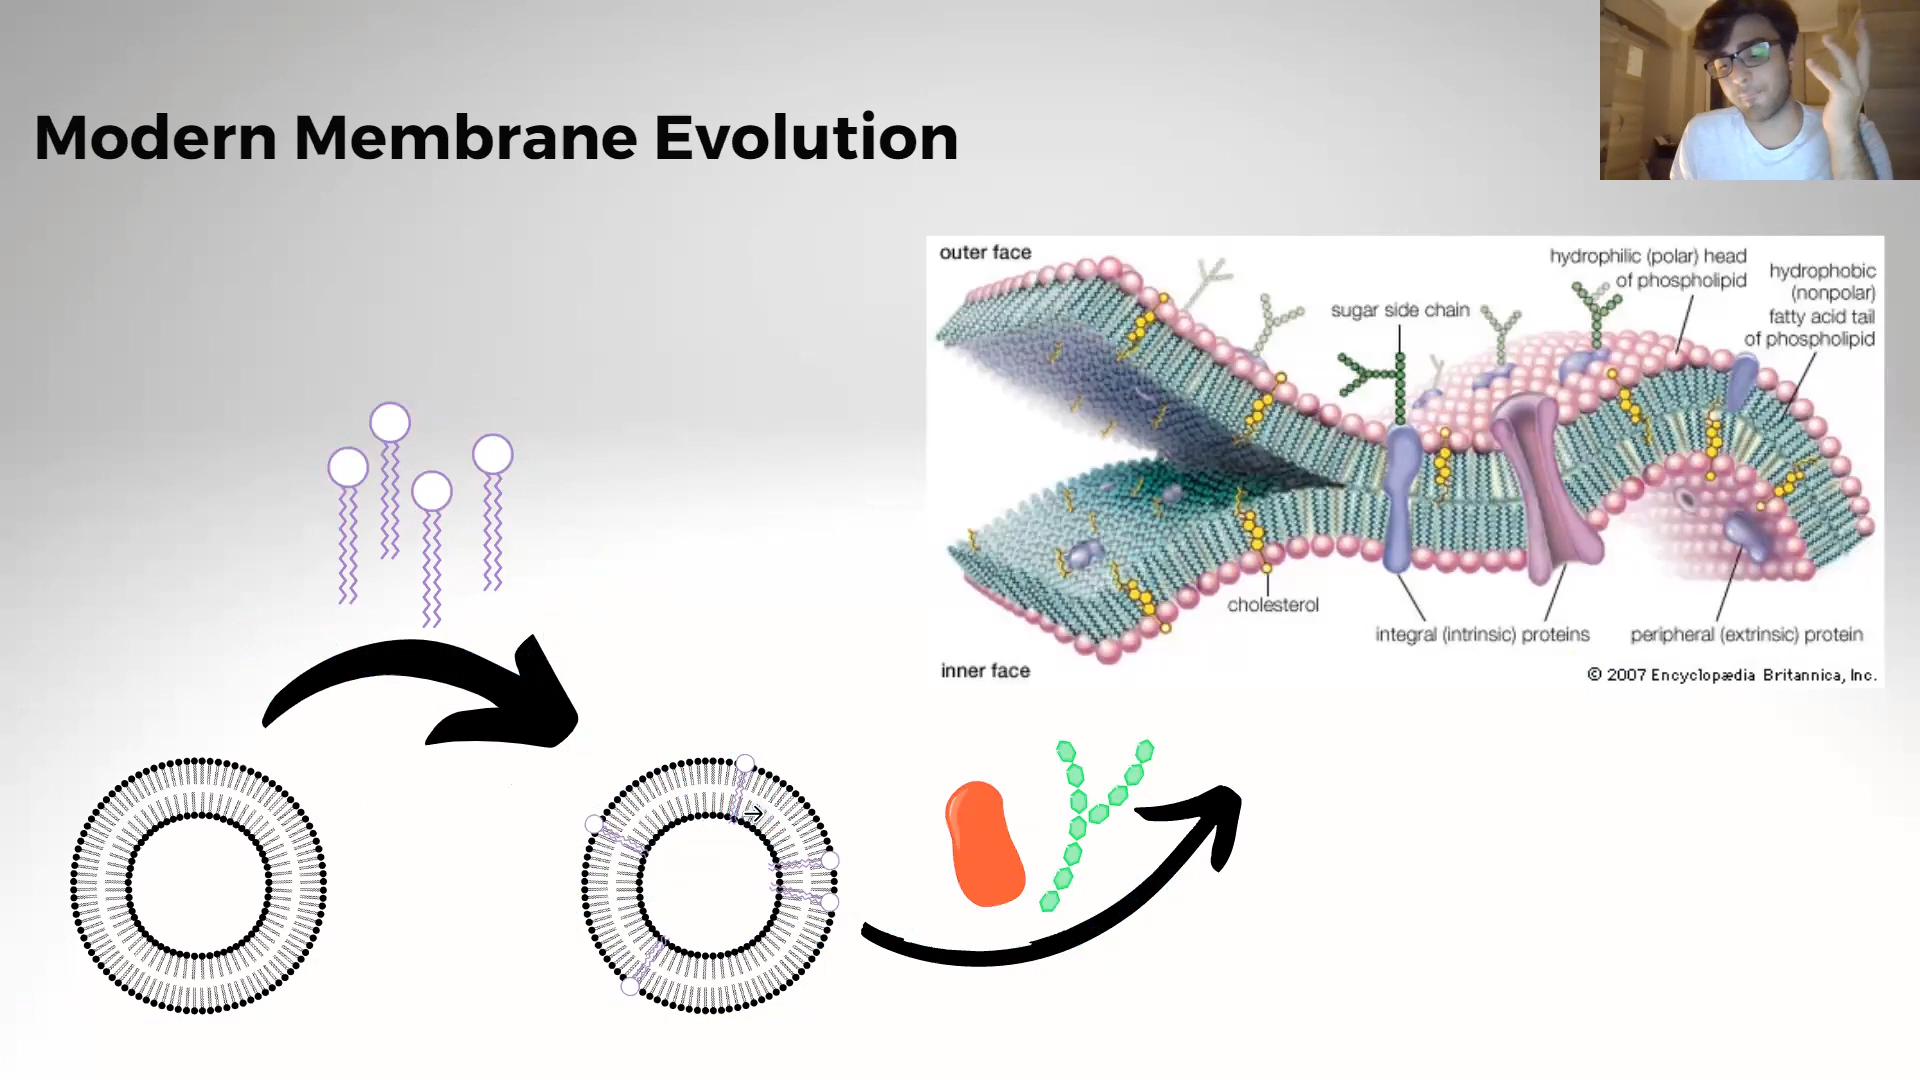 Modern Membrane Evolution
outer face
hydrophilic (polar) head
of phospholipid
hydrophobic
(nonpolar)
fatty acid tail
of phospholipid
sugar side chain
cholesterol
integral (intrinsic) proteins
peripheral (extrinsic) protein
inner face
© 2007 Encyclopædia Britannica, Inc.